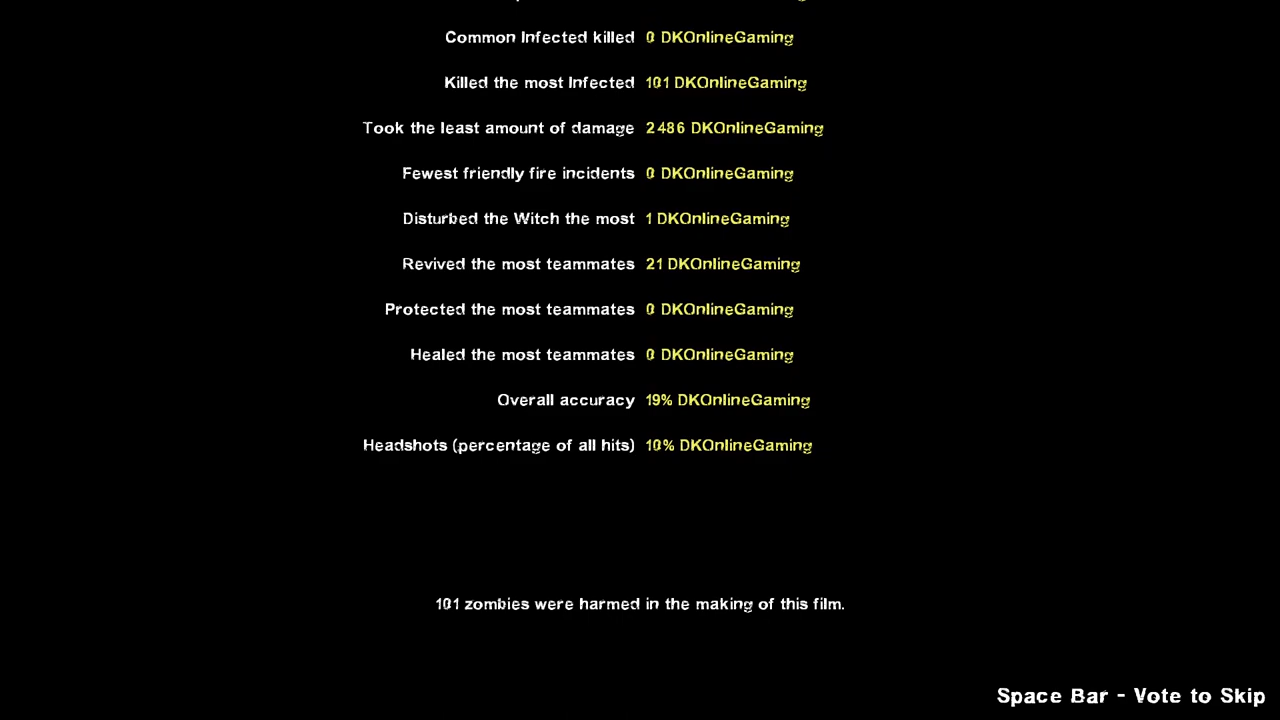 Common Infected killed 0 DKOnlineGaming
Killed the most Infected 101 DKOnlineGaming
Took the least amount of damage 2486 DKOnlineGaming
Fewest friendly fire incidents 0 DKOnlineGaming
Disturbed the Witch the most 1 DKOnlineGaming
Revived the most teammates 21 DKOnlineGaming
Protected the most teammates 0 DKOnlineGaming
Healed the most teammates 0 DKOnlineGaming
Overall accuracy 19% DKOnlineGaming
Headshots (percentage of all hits) 10% DKOnlineGaming
101 zombies were harmed in the making of this film.
Space Bar - Vote to Skip